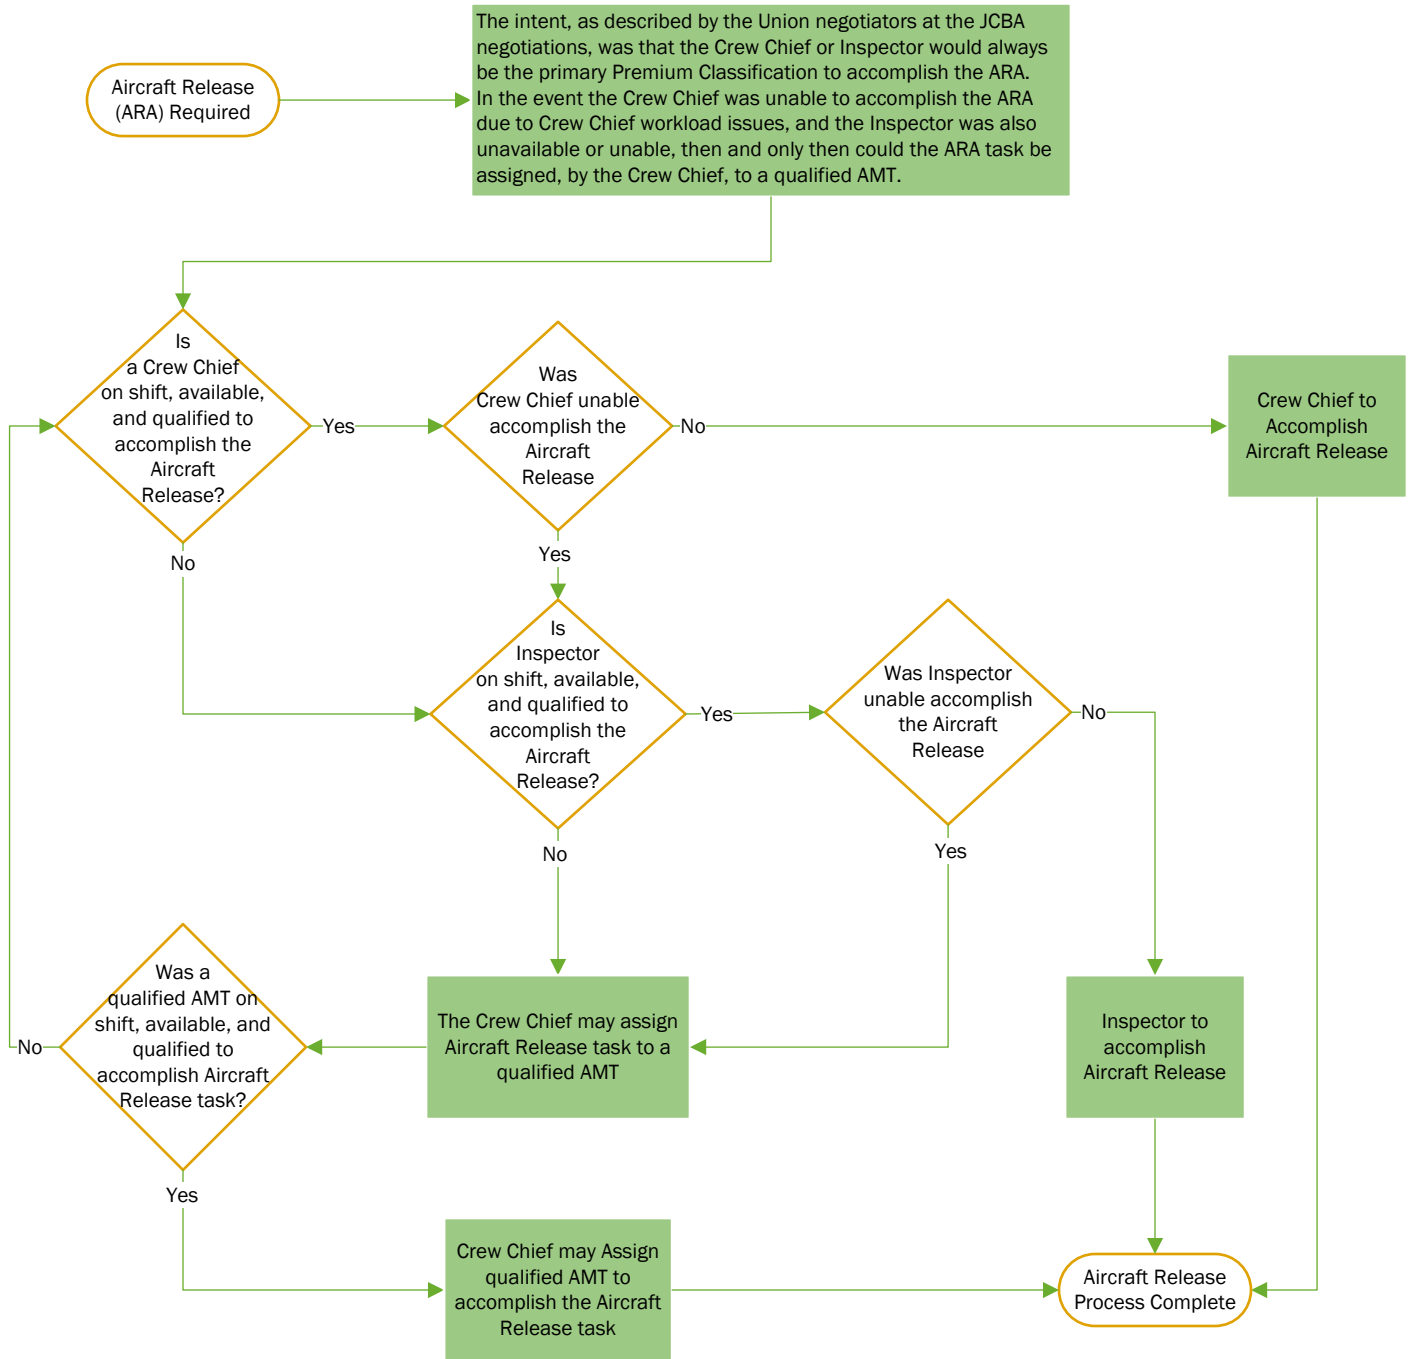 Aircraft Release
(ARA) Required
The intent, as described by the Union negotiators at the JCBA
negotiations, was that the Crew Chief or Inspector would always
be the primary Premium Classification to accomplish the ARA.
In the event the Crew Chief was unable to accomplish the ARA
due to Crew Chief workload issues, and the Inspector was also
unavailable or unable, then and only then could the ARA task be
assigned, by the Crew Chief, to a qualified AMT.
Is
a Crew Chief
on shift, available,
and qualified to
accomplish the
Aircraft
Release?
Yes
No
Was
Crew Chief unable
accomplish the
Aircraft
Release
No
Yes
Crew Chief to
Accomplish
Aircraft Release
Is
Inspector
on shift, available,
and qualified to
accomplish the
Aircraft
Release?
Yes
No
Was Inspector
unable accomplish
the Aircraft
Release
No
Yes
Was a
qualified AMT on
shift, available, and
qualified to
accomplish Aircraft
Release task?
No
Yes
The Crew Chief may assign
Aircraft Release task to a
qualified AMT
Inspector to
accomplish
Aircraft Release
Crew Chief may Assign
qualified AMT to
accomplish the Aircraft
Release task
Aircraft Release
Process Complete